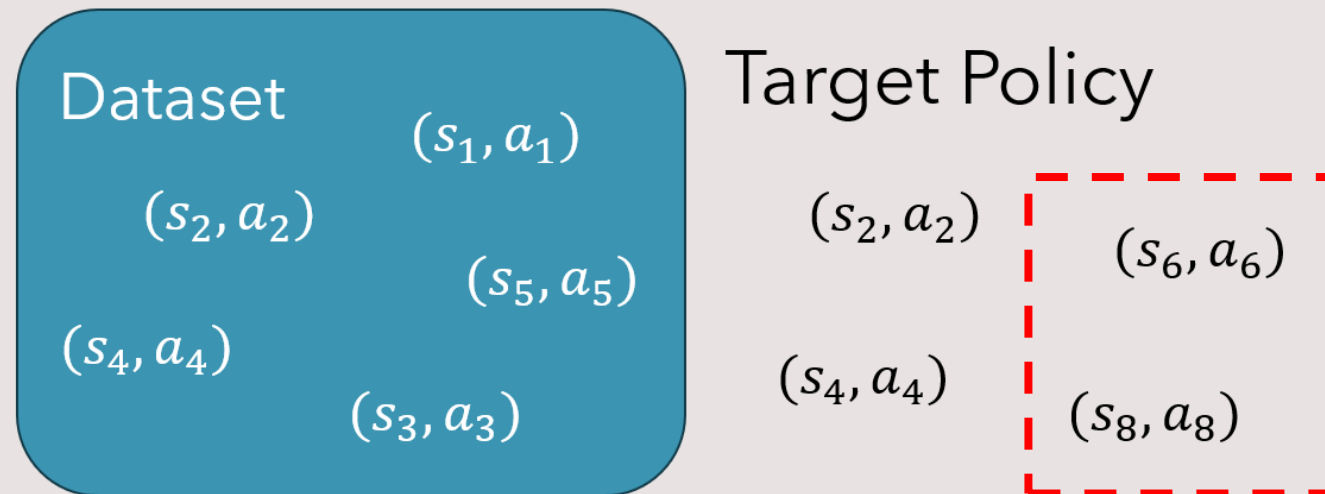 Dataset
(s₁, a₁)
(s₂, a₂)
(s₅, a₅)
(s₄, a₄)
(s₃, a₃)
Target Policy
(s₂, a₂)
(s₆, a₆)
(s₄, a₄)
(s₈, a₈)